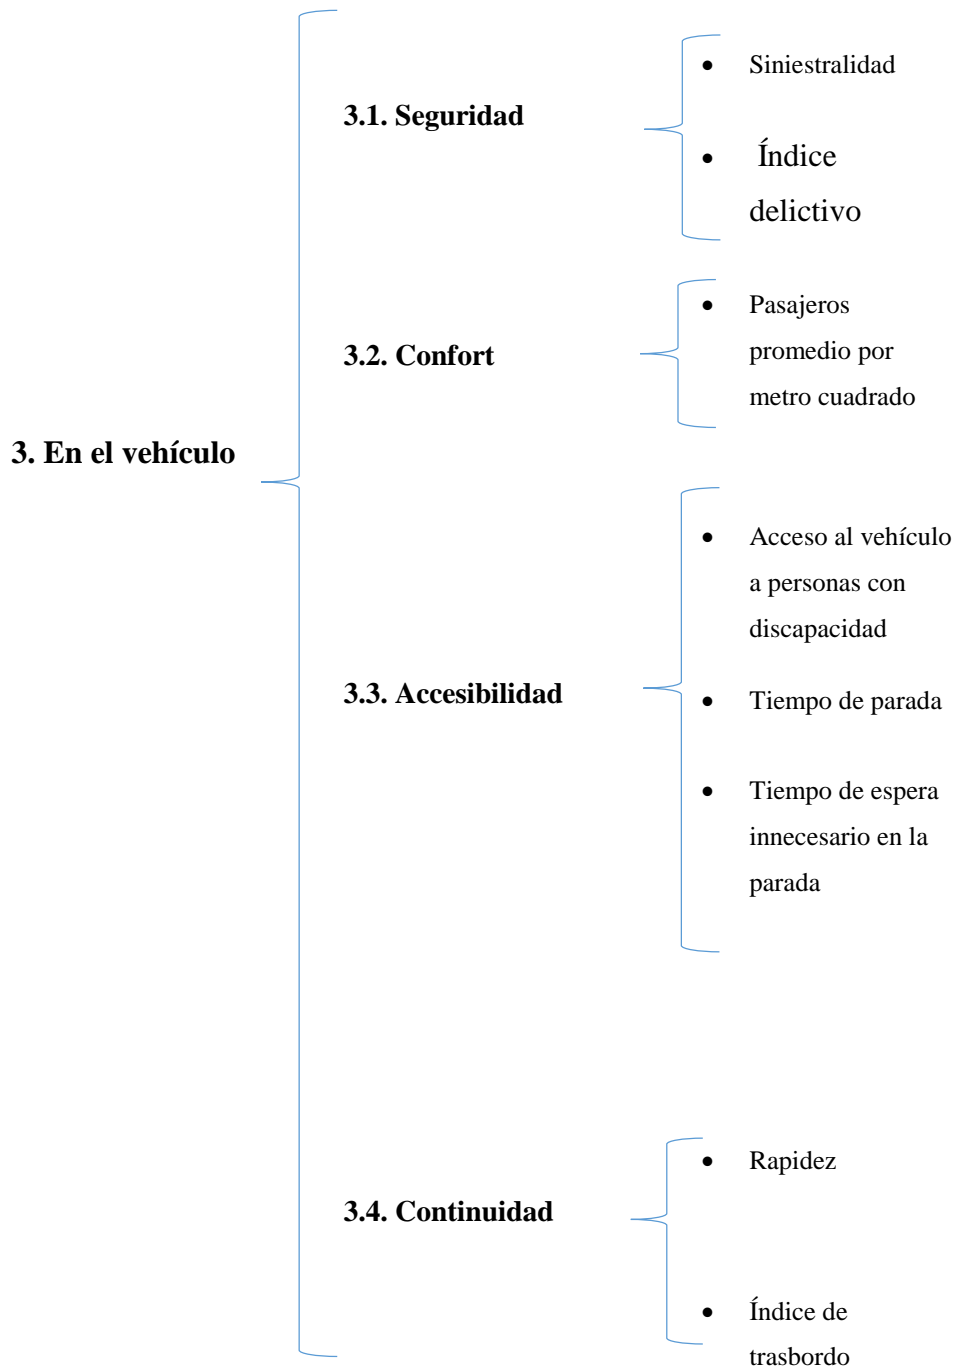 3. En el vehículo
3.1. Seguridad
• Siniestralidad
• Índice
delictivo
3.2. Confort
• Pasajeros
promedio por
metro cuadrado
3.3. Accesibilidad
• Acceso al vehículo
a personas con
discapacidad
• Tiempo de parada
• Tiempo de espera
innecesario en la
parada
3.4. Continuidad
• Rapidez
• Índice de
trasbordo